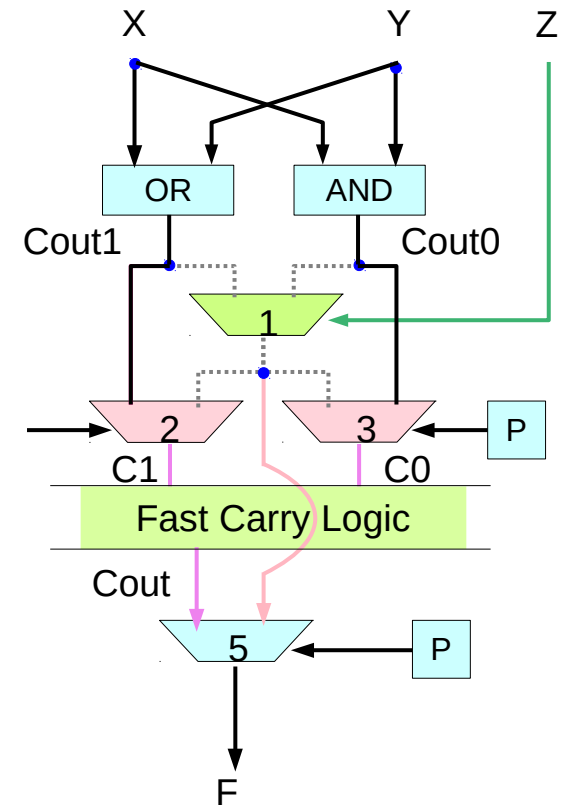 X Y Z
OR AND
Cout1 Cout0
1
2 3 P
C1 C0
Fast Carry Logic
Cout
5 P
F